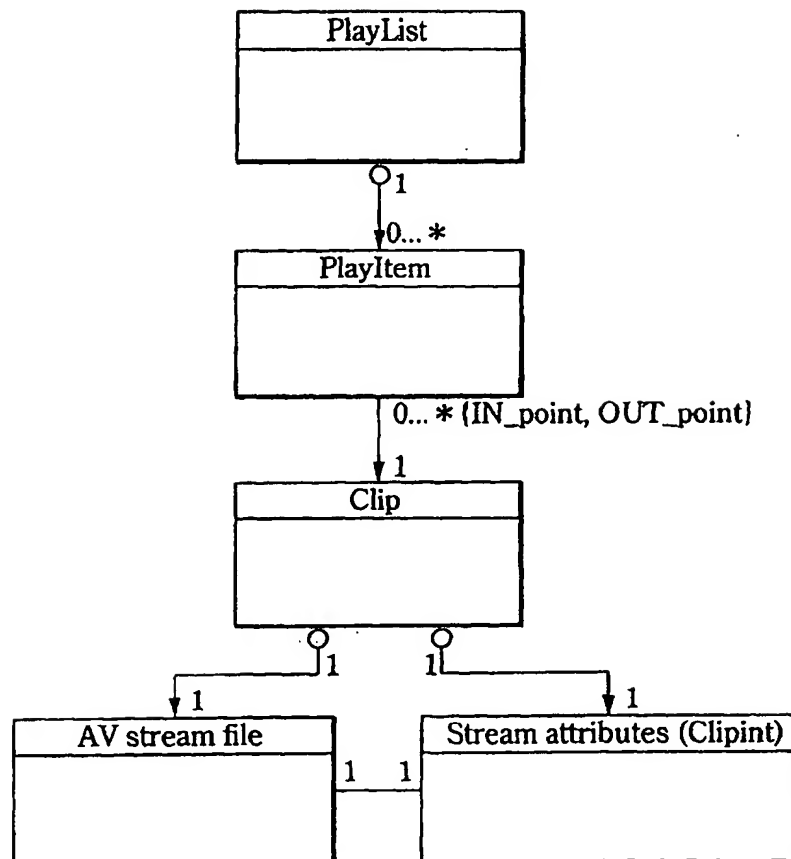 PlayList
1
0... *
PlayItem
0... * {IN_point, OUT_point}
1
Clip
1 1
1 1
AV stream file Stream attributes (Clipint)
1 1